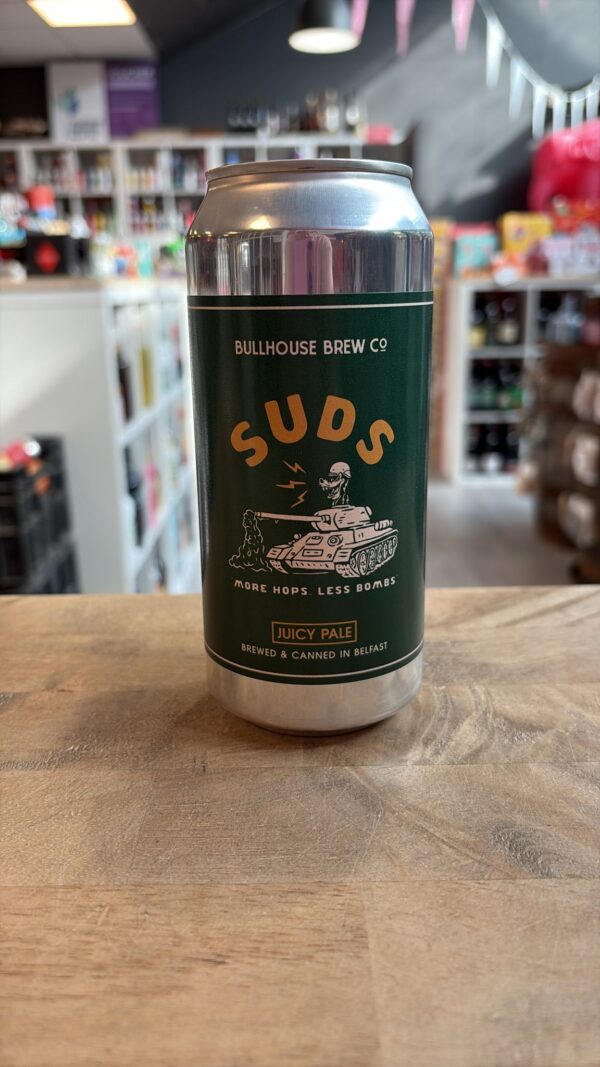 BULLHOUSE BREW Cº
SUDS
MORE HOPS. LESS BOMBS
JUICY PALE
BREWED & CANNED IN BELFAST